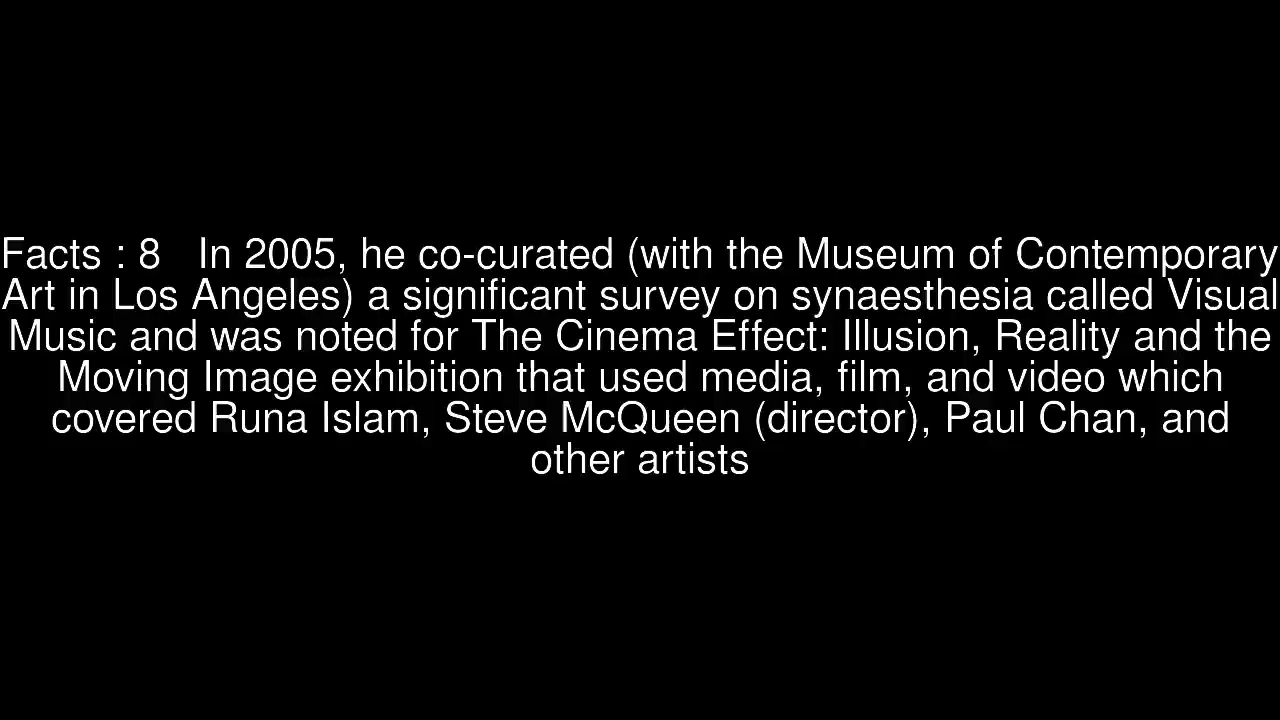 Facts : 8   In 2005, he co-curated (with the Museum of Contemporary
Art in Los Angeles) a significant survey on synaesthesia called Visual
Music and was noted for The Cinema Effect: Illusion, Reality and the
Moving Image exhibition that used media, film, and video which
covered Runa Islam, Steve McQueen (director), Paul Chan, and
other artists